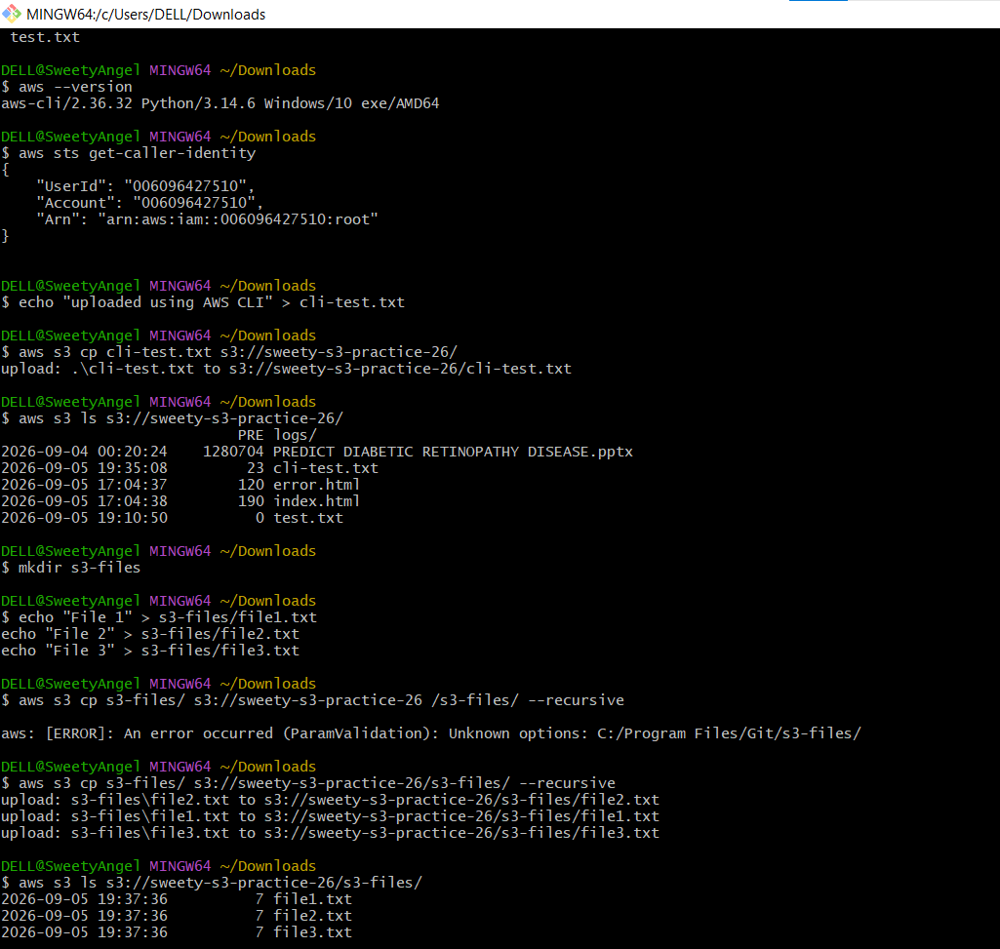 MINGW64:/c/Users/DELL/Downloads
test.txt
DELL@SweetyAngel MINGW64 ~/Downloads
$ aws --version
aws-cli/2.36.32 Python/3.14.6 Windows/10 exe/AMD64
DELL@SweetyAngel MINGW64 ~/Downloads
$ aws sts get-caller-identity
{
    "UserId": "006096427510",
    "Account": "006096427510",
    "Arn": "arn:aws:iam::006096427510:root"
}
DELL@SweetyAngel MINGW64 ~/Downloads
$ echo "uploaded using AWS CLI" > cli-test.txt
DELL@SweetyAngel MINGW64 ~/Downloads
$ aws s3 cp cli-test.txt s3://sweety-s3-practice-26/
upload: .\cli-test.txt to s3://sweety-s3-practice-26/cli-test.txt
DELL@SweetyAngel MINGW64 ~/Downloads
$ aws s3 ls s3://sweety-s3-practice-26/
                           PRE logs/
2026-09-04 00:20:24    1280704 PREDICT DIABETIC RETINOPATHY DISEASE.pptx
2026-09-05 19:35:08         23 cli-test.txt
2026-09-05 17:04:37        120 error.html
2026-09-05 17:04:38        190 index.html
2026-09-05 19:10:50          0 test.txt
DELL@SweetyAngel MINGW64 ~/Downloads
$ mkdir s3-files
DELL@SweetyAngel MINGW64 ~/Downloads
$ echo "File 1" > s3-files/file1.txt
echo "File 2" > s3-files/file2.txt
echo "File 3" > s3-files/file3.txt
DELL@SweetyAngel MINGW64 ~/Downloads
$ aws s3 cp s3-files/ s3://sweety-s3-practice-26 /s3-files/ --recursive
aws: [ERROR]: An error occurred (ParamValidation): Unknown options: C:/Program Files/Git/s3-files/
DELL@SweetyAngel MINGW64 ~/Downloads
$ aws s3 cp s3-files/ s3://sweety-s3-practice-26/s3-files/ --recursive
upload: s3-files\file2.txt to s3://sweety-s3-practice-26/s3-files/file2.txt
upload: s3-files\file1.txt to s3://sweety-s3-practice-26/s3-files/file1.txt
upload: s3-files\file3.txt to s3://sweety-s3-practice-26/s3-files/file3.txt
DELL@SweetyAngel MINGW64 ~/Downloads
$ aws s3 ls s3://sweety-s3-practice-26/s3-files/
2026-09-05 19:37:36          7 file1.txt
2026-09-05 19:37:36          7 file2.txt
2026-09-05 19:37:36          7 file3.txt